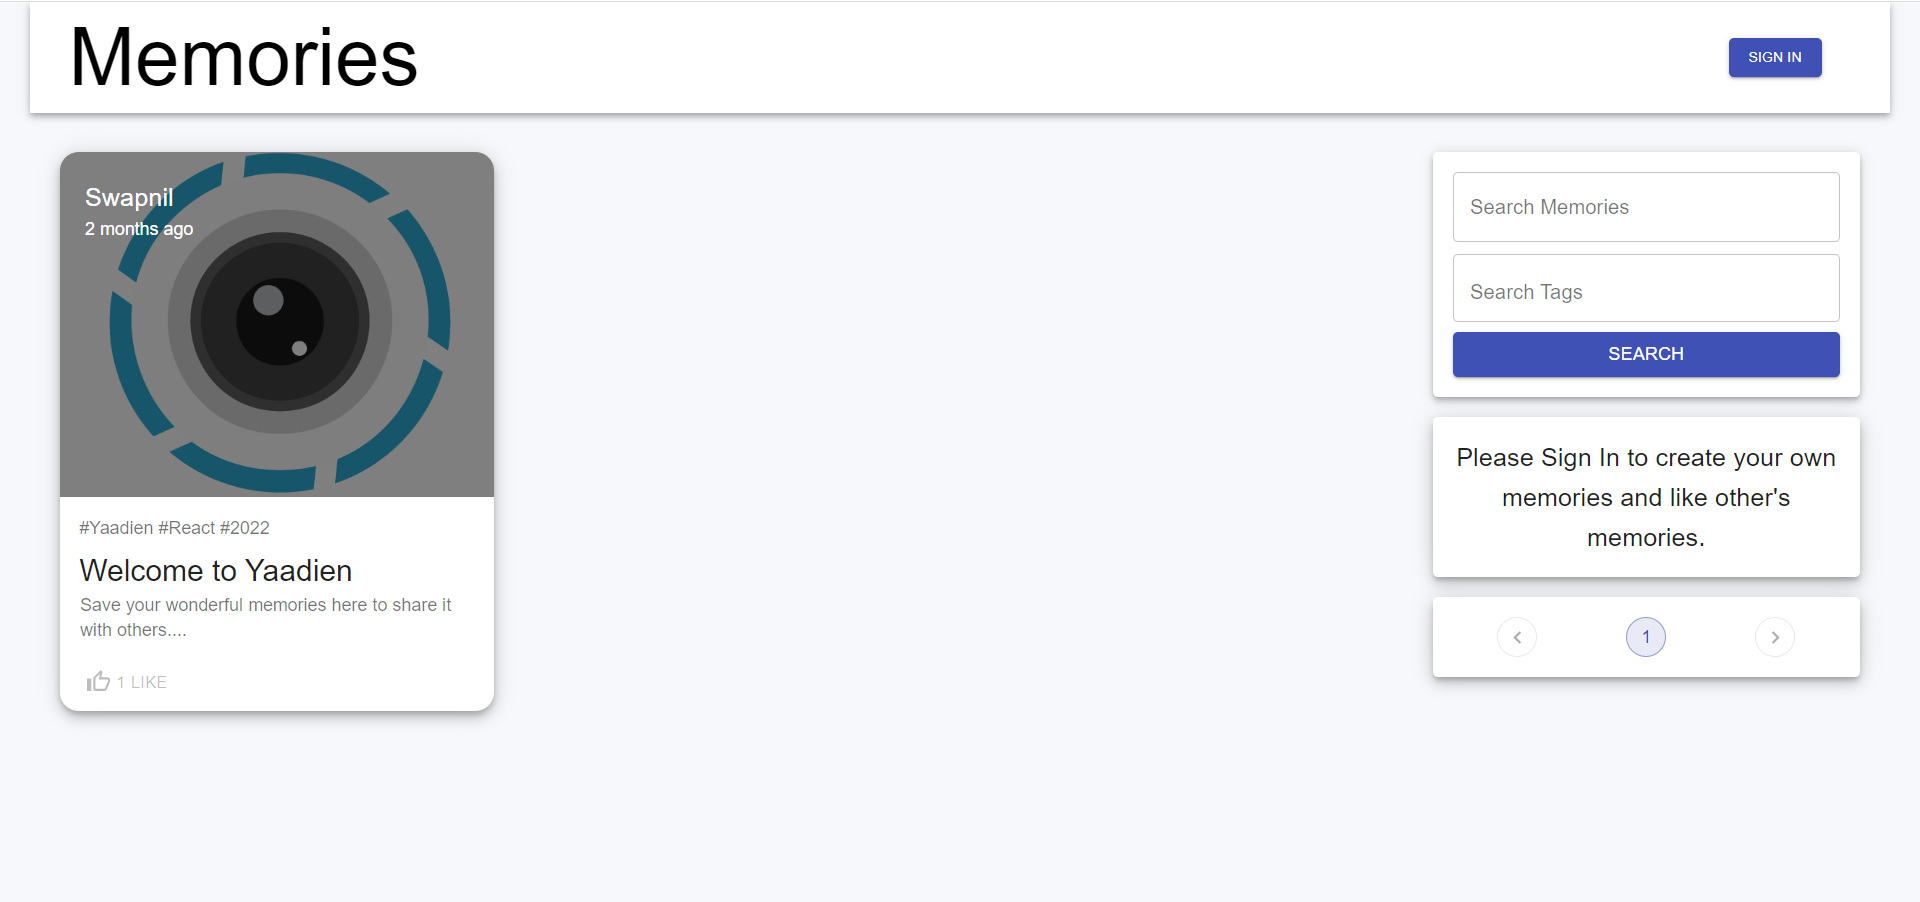 Memories
SIGN IN
Swapnil
2 months ago
#Yaadien #React #2022
Welcome to Yaadien
Save your wonderful memories here to share it
with others....
1 LIKE
Search Memories
Search Tags
SEARCH
Please Sign In to create your own
memories and like other's
memories.
1